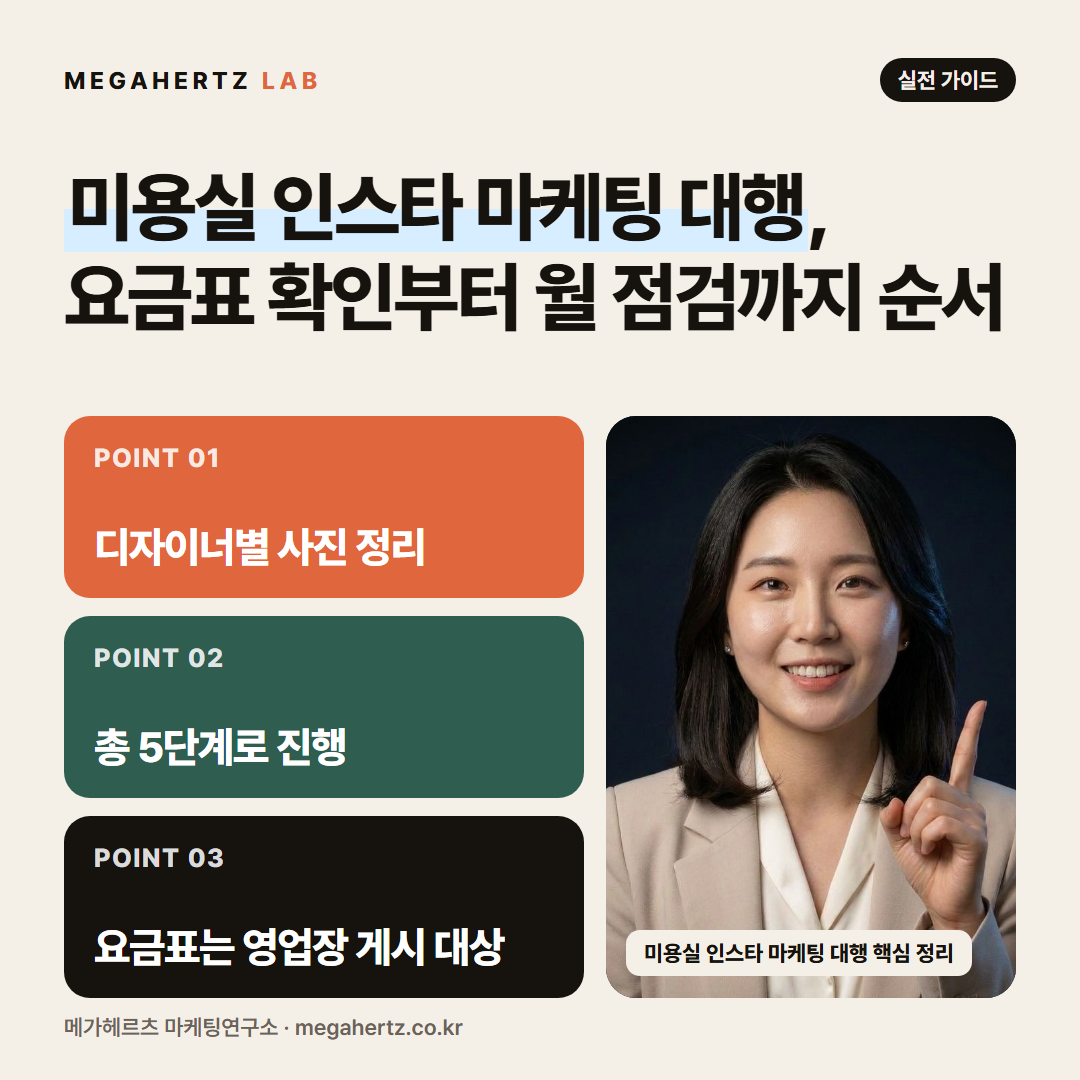 MEGAHERTZ LAB
실전 가이드
미용실 인스타 마케팅 대행,
요금표 확인부터 월 점검까지 순서
POINT 01
디자이너별 사진 정리
POINT 02
총 5단계로 진행
POINT 03
요금표는 영업장 게시 대상
미용실 인스타 마케팅 대행 핵심 정리
메가헤르츠 마케팅연구소 · megahertz.co.kr